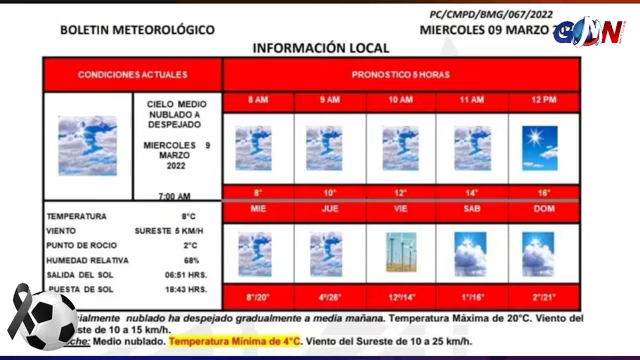 PC/CMPD/BMG/067/2022
BOLETIN METEOROLÓGICO
MIERCOLES 09 MARZO
GNN
INFORMACIÓN LOCAL
CONDICIONES ACTUALES
PRONOSTICO 5 HORAS
8 AM 9 AM 10 AM 11 AM 12 PM
CIELO MEDIO
NUBLADO A
DESPEJADO
MIERCOLES 9
MARZO
2022
7:00 AM
8° 10° 12° 14° 16°
MIE JUE VIE SAB DOM
TEMPERATURA 8°C
VIENTO SURESTE 5 KM/H
PUNTO DE ROCIO 2°C
HUMEDAD RELATIVA 68%
SALIDA DEL SOL 06:51 HRS.
PUESTA DE SOL 18:43 HRS.
8°/20° 4°/26° 12°/14° 1°/16° 2°/21°
nublado ha despejado gradualmente a media mañana. Temperatura Máxima de 20°C. Viento del
de 10 a 15 km/h.
Medio nublado. Temperatura Mínima de 4°C. Viento del Sureste de 10 a 25 km/h.